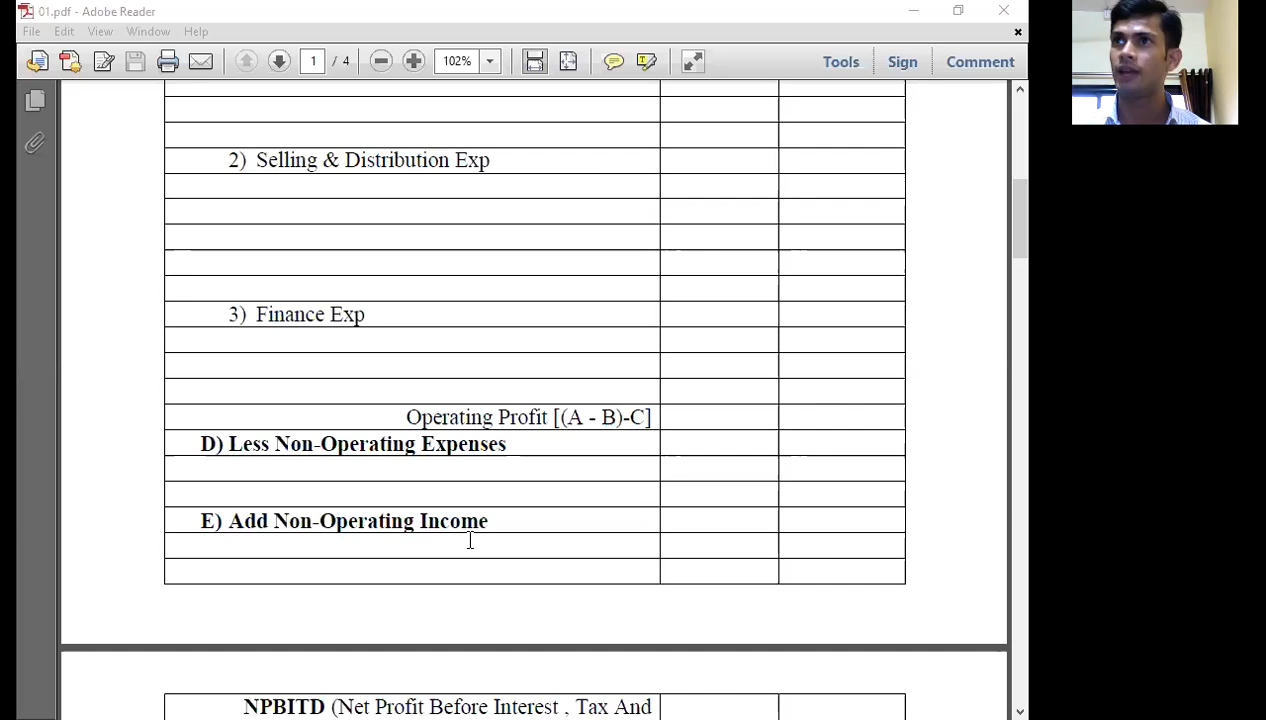 01.pdf - Adobe Reader
File Edit View Window Help
1 / 4 102% Tools Sign Comment
2) Selling & Distribution Exp
3) Finance Exp
Operating Profit [(A - B)-C]
D) Less Non-Operating Expenses
E) Add Non-Operating Income
NPBITD (Net Profit Before Interest , Tax And